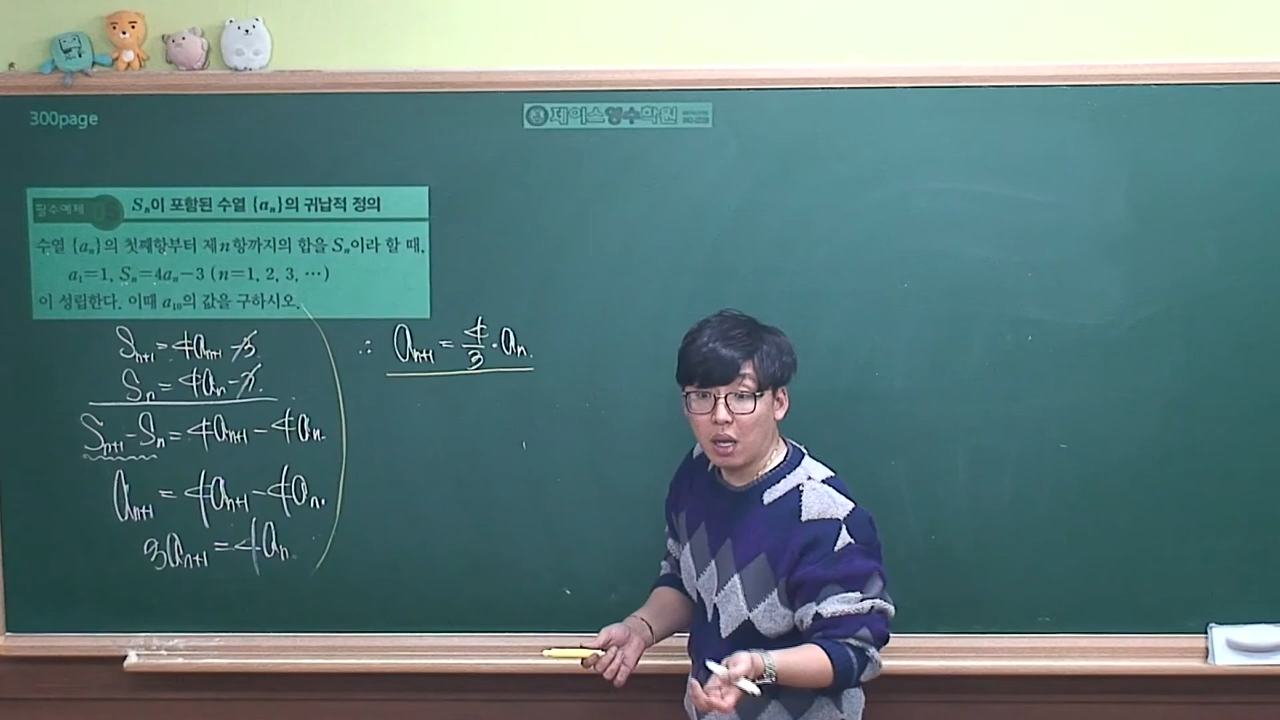 300page
제이스영수학원
필수예제 05 Sₙ이 포함된 수열 {aₙ}의 귀납적 정의
수열 {aₙ}의 첫째항부터 제n항까지의 합을 Sₙ이라 할 때,
a₁=1, Sₙ=4aₙ−3 (n=1, 2, 3, ⋯)
이 성립한다. 이때 a₁₀의 값을 구하시오.
Sₙ₊₁=4aₙ₊₁−3
Sₙ=4aₙ−3
Sₙ₊₁−Sₙ=4aₙ₊₁−4aₙ
aₙ₊₁=4aₙ₊₁−4aₙ
3aₙ₊₁=4aₙ
∴ aₙ₊₁=4/3·aₙ